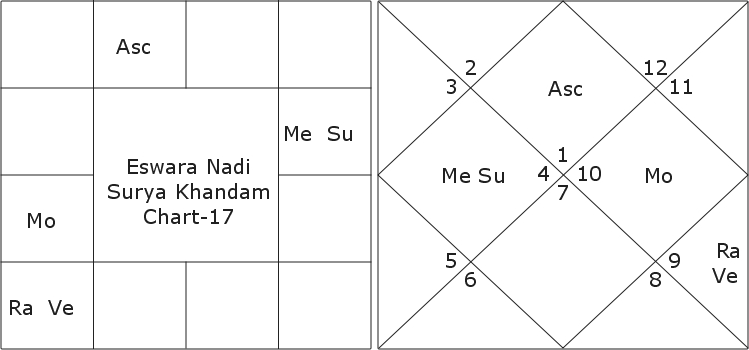 Asc
Me Su
Eswara Nadi
Surya Khandam
Chart-17
Mo
Ra Ve
2
12
3
Asc
11
1
Me Su
4
10
Mo
7
5
9
Ra
Ve
6
8